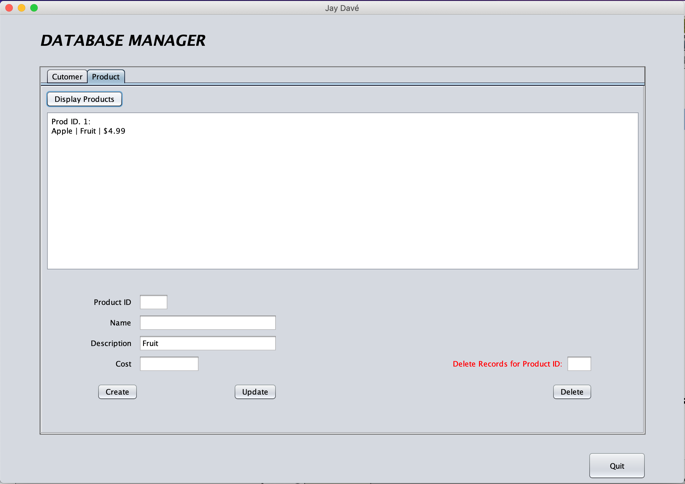 Jay Davé
DATABASE MANAGER
Cutomer Product
Display Products
Prod ID. 1:
Apple | Fruit | $4.99
Product ID
Name
Description Fruit
Cost
Delete Records for Product ID:
Create Update Delete
Quit